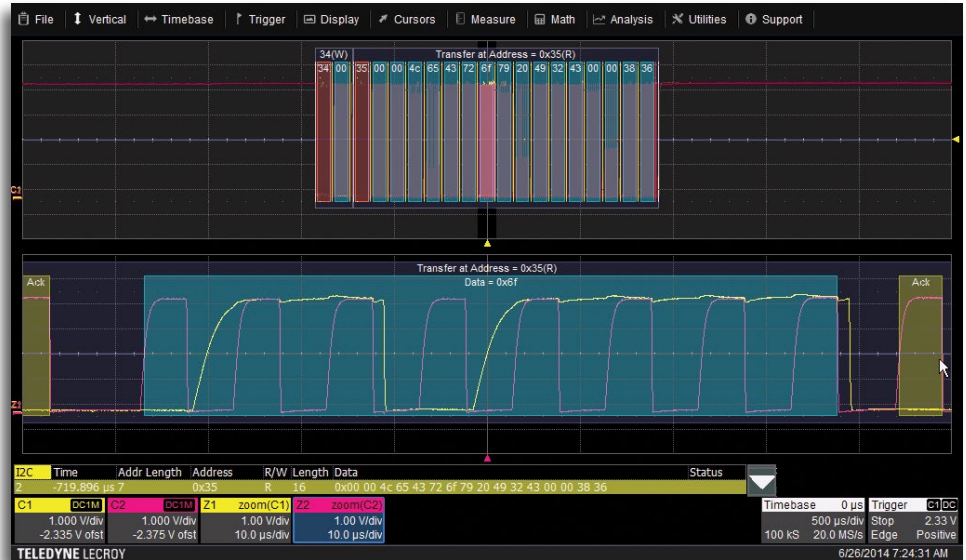 File Vertical Timebase Trigger Display Cursors Measure Math Analysis Utilities Support
34(W) Transfer at Address = 0x35(R)
34 00 35 00 00 4c 65 43 72 6f 79 20 49 32 43 00 00 38 36
C1
Transfer at Address = 0x35(R)
Ack Data = 0x6f Ack
Z1
I2C Time Addr Length Address R/W Length Data Status
2 -719.896 µs 7 0x35 R 16 0x00 00 4c 65 43 72 6f 79 20 49 32 43 00 00 38 36
C1 DC1M C2 DC1M Z1 zoom(C1) Z2 zoom(C2) Timebase 0 µs Trigger C1 DC
1.000 V/div 1.000 V/div 1.00 V/div 1.00 V/div 500 µs/div Stop 2.33 V
-2.335 V ofst -2.375 V ofst 10.0 µs/div 10.0 µs/div 100 kS 20.0 MS/s Edge Positive
TELEDYNE LECROY 6/26/2014 7:24:31 AM